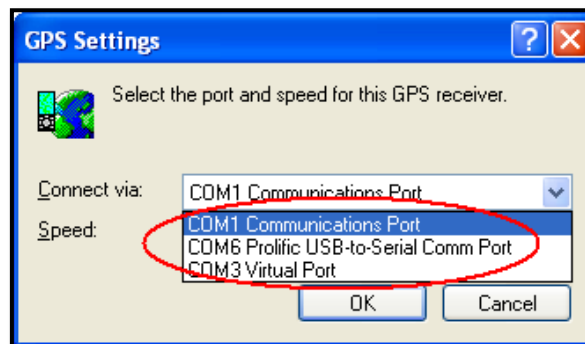 GPS Settings
?
Select the port and speed for this GPS receiver.
Connect via: COM1 Communications Port
Speed: COM1 Communications Port
COM6 Prolific USB-to-Serial Comm Port
COM3 Virtual Port
OK Cancel